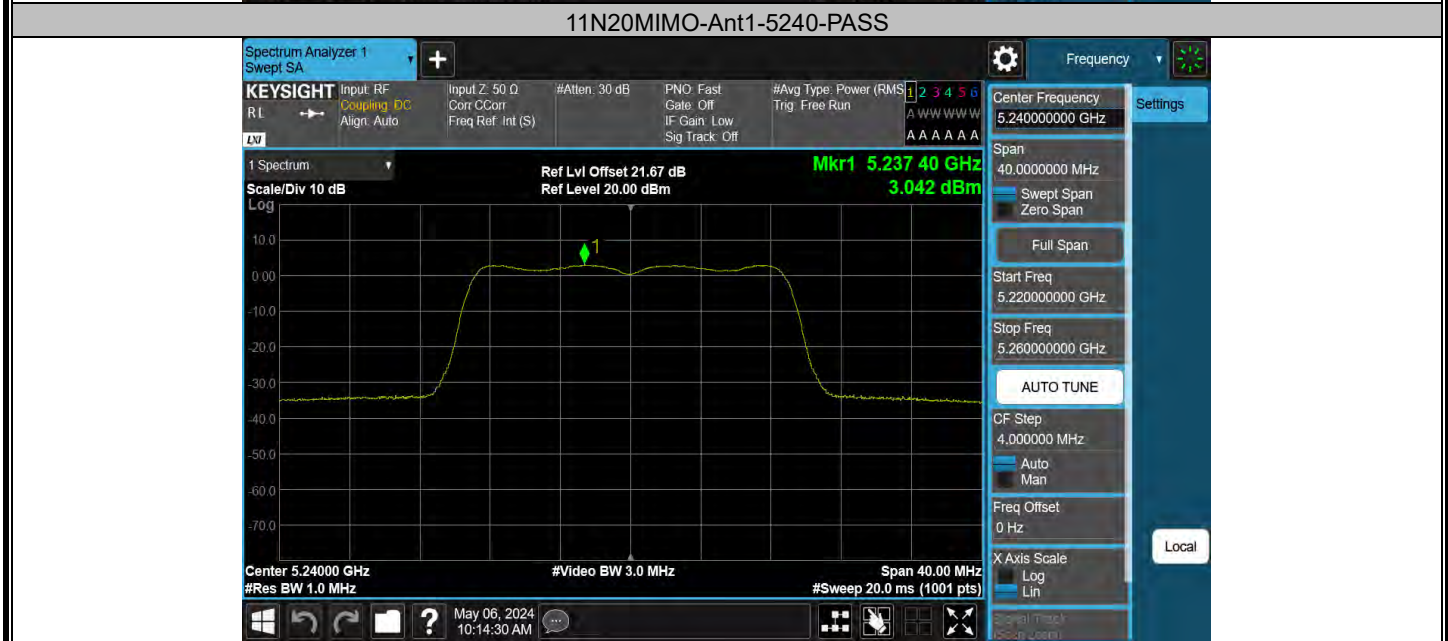 11N20MIMO-Ant1-5240-PASS
Spectrum Analyzer 1
Swept SA
+
Frequency
KEYSIGHT
RL
LXI
Input: RF
Coupling: DC
Align: Auto
Input Z: 50 Ω
Corr CCorr
Freq Ref: Int (S)
#Atten: 30 dB
PNO: Fast
Gate: Off
IF Gain: Low
Sig Track: Off
#Avg Type: Power (RMS
Trig: Free Run
1 2 3 4 5 6
A W W W W W
A A A A A A
1 Spectrum
Scale/Div 10 dB
Log
Ref Lvl Offset 21.67 dB
Ref Level 20.00 dBm
Mkr1 5.237 40 GHz
3.042 dBm
10.0
0.00
-10.0
-20.0
-30.0
-40.0
-50.0
-60.0
-70.0
1
Center 5.24000 GHz
#Res BW 1.0 MHz
#Video BW 3.0 MHz
Span 40.00 MHz
#Sweep 20.0 ms (1001 pts)
Center Frequency
5.240000000 GHz
Settings
Span
40.0000000 MHz
Swept Span
Zero Span
Full Span
Start Freq
5.220000000 GHz
Stop Freq
5.260000000 GHz
AUTO TUNE
CF Step
4.000000 MHz
Auto
Man
Freq Offset
0 Hz
X Axis Scale
Log
Lin
Signal Track
(Span Zoom)
Local
?
May 06, 2024
10:14:30 AM